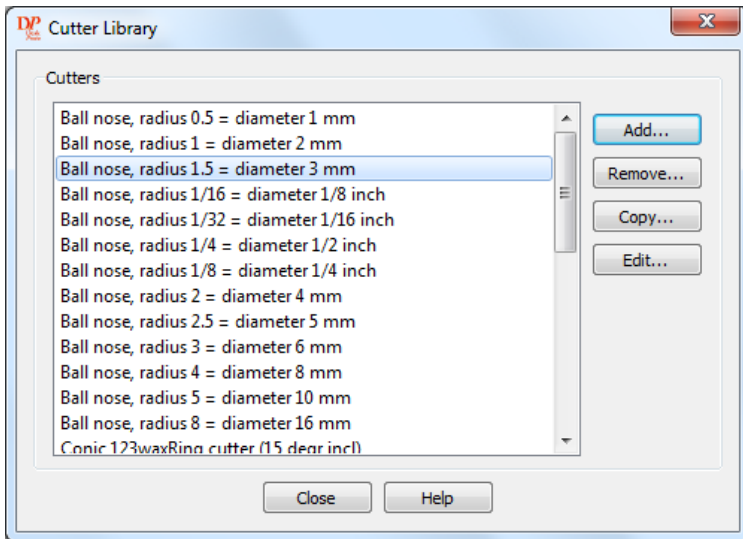 DP
Cutter Library
Cutters
Ball nose, radius 0.5 = diameter 1 mm
Ball nose, radius 1 = diameter 2 mm
Ball nose, radius 1.5 = diameter 3 mm
Ball nose, radius 1/16 = diameter 1/8 inch
Ball nose, radius 1/32 = diameter 1/16 inch
Ball nose, radius 1/4 = diameter 1/2 inch
Ball nose, radius 1/8 = diameter 1/4 inch
Ball nose, radius 2 = diameter 4 mm
Ball nose, radius 2.5 = diameter 5 mm
Ball nose, radius 3 = diameter 6 mm
Ball nose, radius 4 = diameter 8 mm
Ball nose, radius 5 = diameter 10 mm
Ball nose, radius 8 = diameter 16 mm
Conic 123waxRing cutter (15 degr incl)
Add...
Remove...
Copy...
Edit...
Close
Help